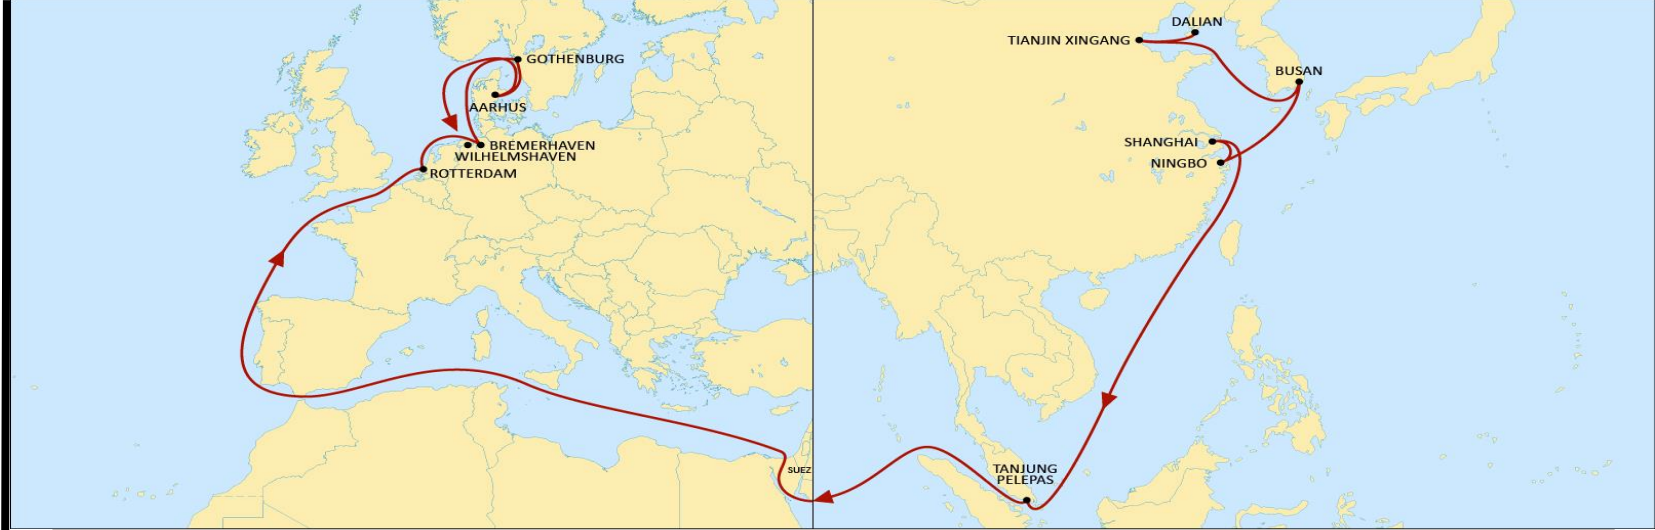 GOTHENBURG
AARHUS
BREMERHAVEN
WILHELMSHAVEN
ROTTERDAM
SUEZ
DALIAN
TIANJIN XINGANG
BUSAN
SHANGHAI
NINGBO
TANJUNG
PELEPAS